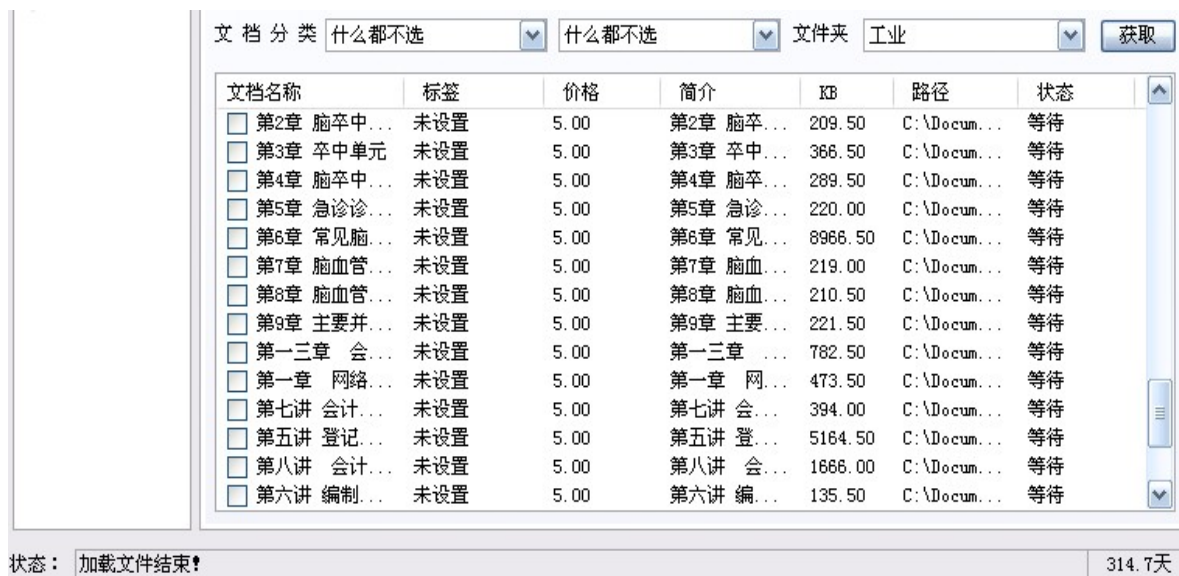 文 档 分 类 什么都不选 什么都不选 文件夹 工业 获取
文档名称 标签 价格 简介 KB 路径 状态
第2章 脑卒中... 未设置 5.00 第2章 脑卒... 209.50 C:\Docum... 等待
第3章 卒中单元 未设置 5.00 第3章 卒中... 366.50 C:\Docum... 等待
第4章 脑卒中... 未设置 5.00 第4章 脑卒... 289.50 C:\Docum... 等待
第5章 急诊诊... 未设置 5.00 第5章 急诊... 220.00 C:\Docum... 等待
第6章 常见脑... 未设置 5.00 第6章 常见... 8966.50 C:\Docum... 等待
第7章 脑血管... 未设置 5.00 第7章 脑血... 219.00 C:\Docum... 等待
第8章 脑血管... 未设置 5.00 第8章 脑血... 210.50 C:\Docum... 等待
第9章 主要并... 未设置 5.00 第9章 主要... 221.50 C:\Docum... 等待
第一三章 会... 未设置 5.00 第一三章 ... 782.50 C:\Docum... 等待
第一章 网络... 未设置 5.00 第一章 网... 473.50 C:\Docum... 等待
第七讲 会计... 未设置 5.00 第七讲 会... 394.00 C:\Docum... 等待
第五讲 登记... 未设置 5.00 第五讲 登... 5164.50 C:\Docum... 等待
第八讲 会计... 未设置 5.00 第八讲 会... 1666.00 C:\Docum... 等待
第六讲 编制... 未设置 5.00 第六讲 编... 135.50 C:\Docum... 等待
状态： 加载文件结束! 314.7天